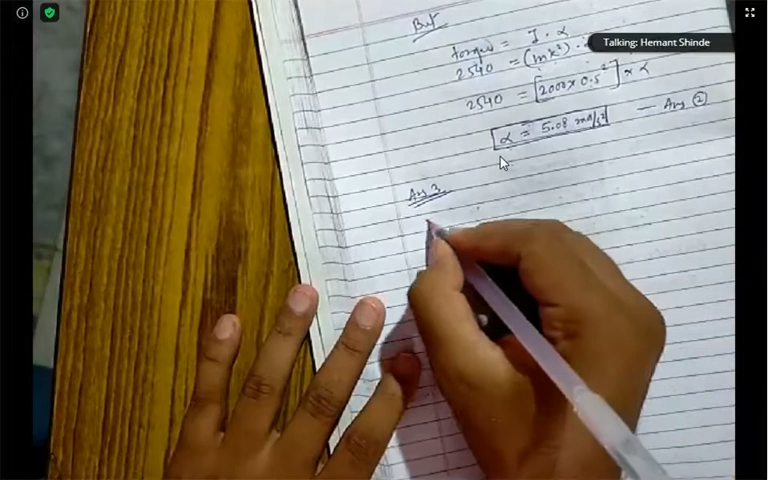 Talking: Hemant Shinde
But
torque = I . α
2540 = (mk²) .
2540 = [2000 x 0.5²] x α
α = 5.08 rad/s² — Ans ②
Ans 3